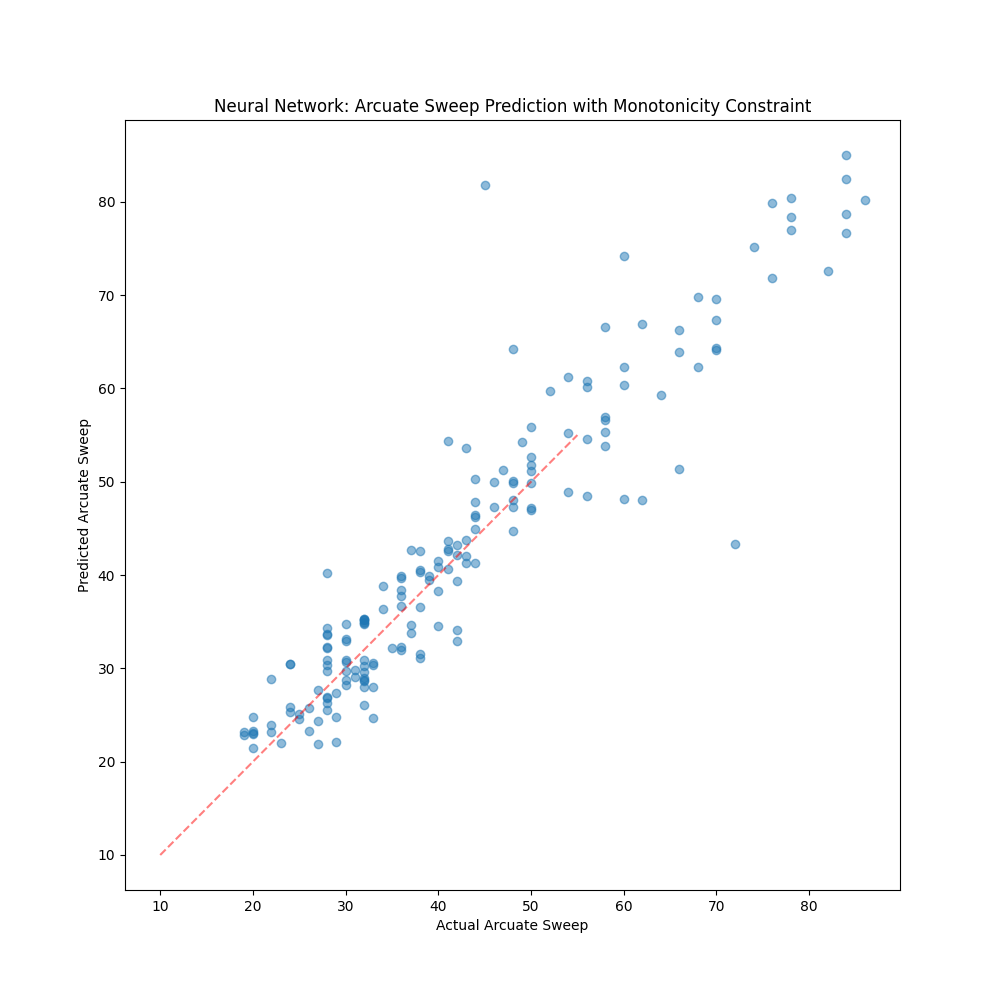 Neural Network: Arcuate Sweep Prediction with Monotonicity Constraint
80
70
60
50
40
30
20
10
Predicted Arcuate Sweep
10 20 30 40 50 60 70 80
Actual Arcuate Sweep